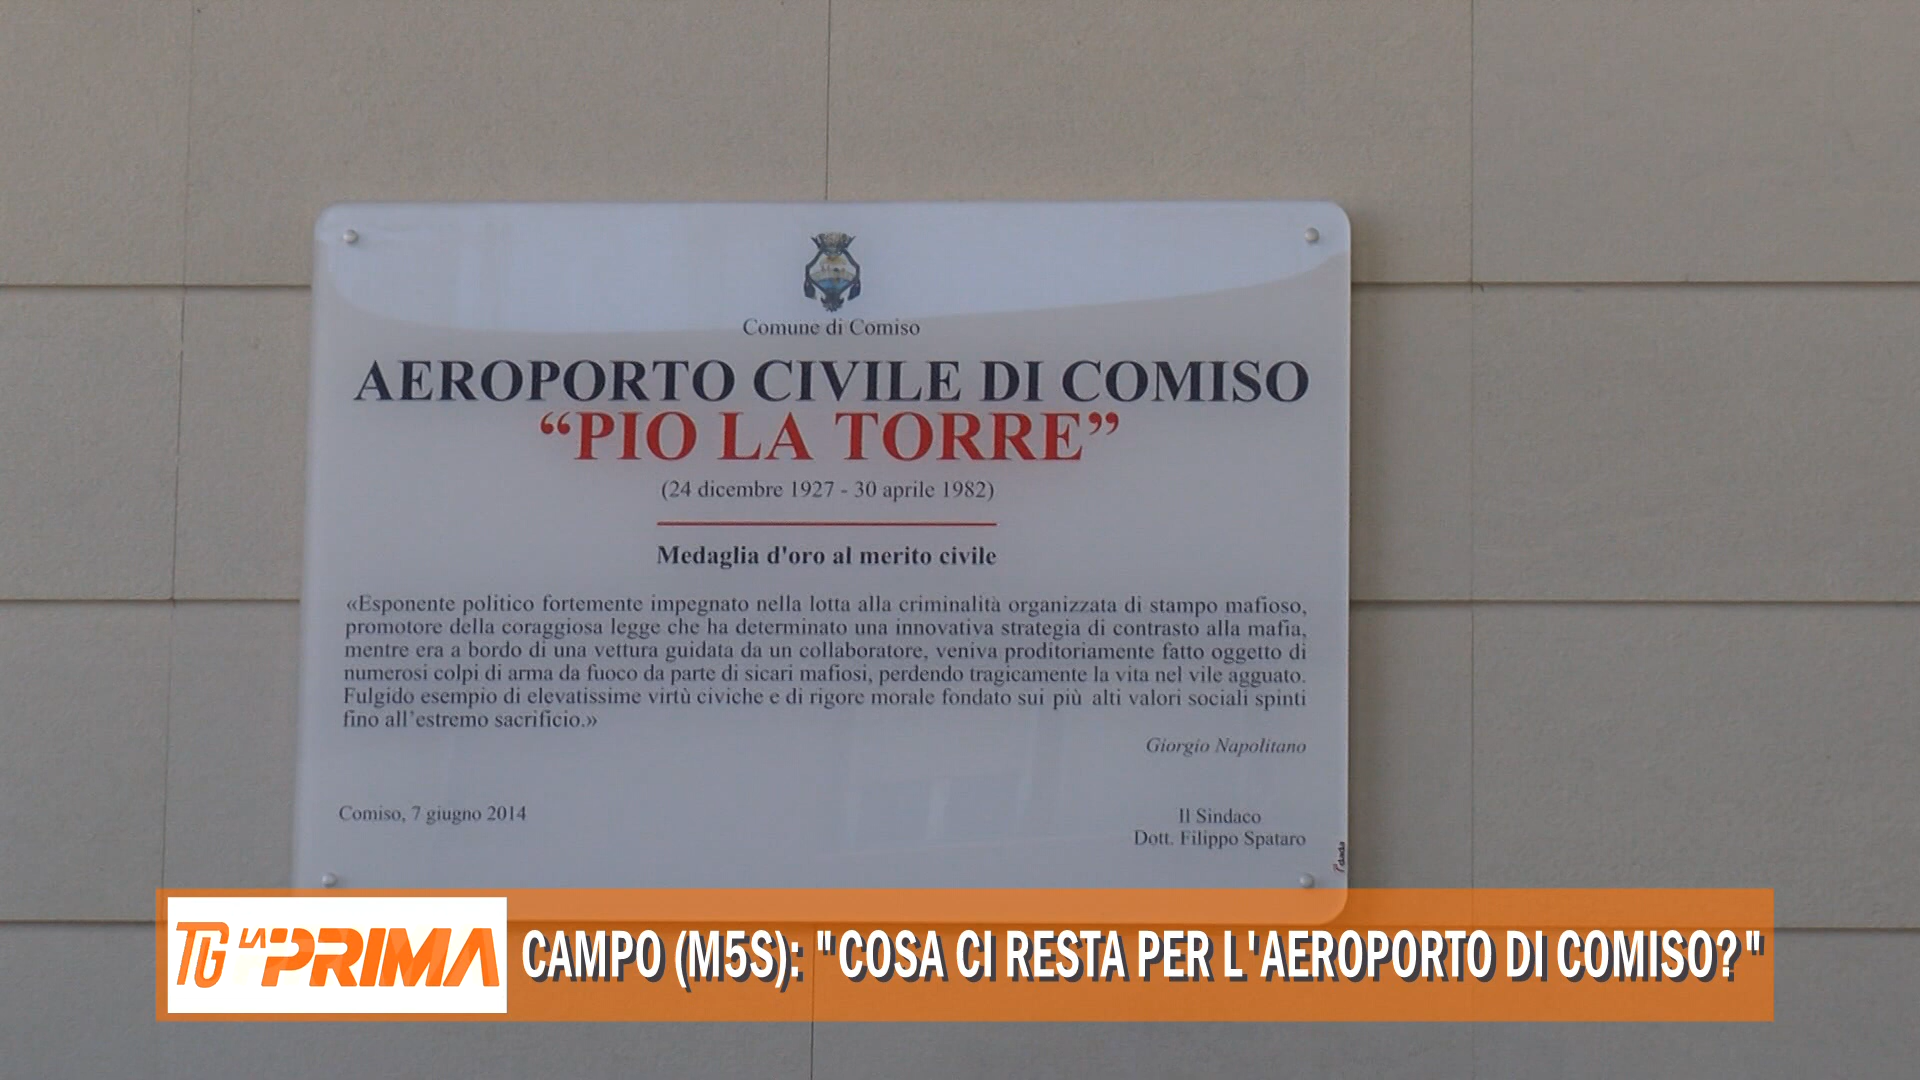 Comune di Comiso
AEROPORTO CIVILE DI COMISO
“PIO LA TORRE”
(24 dicembre 1927 - 30 aprile 1982)
Medaglia d'oro al merito civile
«Esponente politico fortemente impegnato nella lotta alla criminalità organizzata di stampo mafioso,
promotore della coraggiosa legge che ha determinato una innovativa strategia di contrasto alla mafia,
mentre era a bordo di una vettura guidata da un collaboratore, veniva proditoriamente fatto oggetto di
numerosi colpi di arma da fuoco da parte di sicari mafiosi, perdendo tragicamente la vita nel vile agguato.
Fulgido esempio di elevatissime virtù civiche e di rigore morale fondato sui più alti valori sociali spinti
fino all’estremo sacrificio.»
Giorgio Napolitano
Comiso, 7 giugno 2014
Il Sindaco
Dott. Filippo Spataro
TG LA PRIMA
CAMPO (M5S): "COSA CI RESTA PER L'AEROPORTO DI COMISO?"